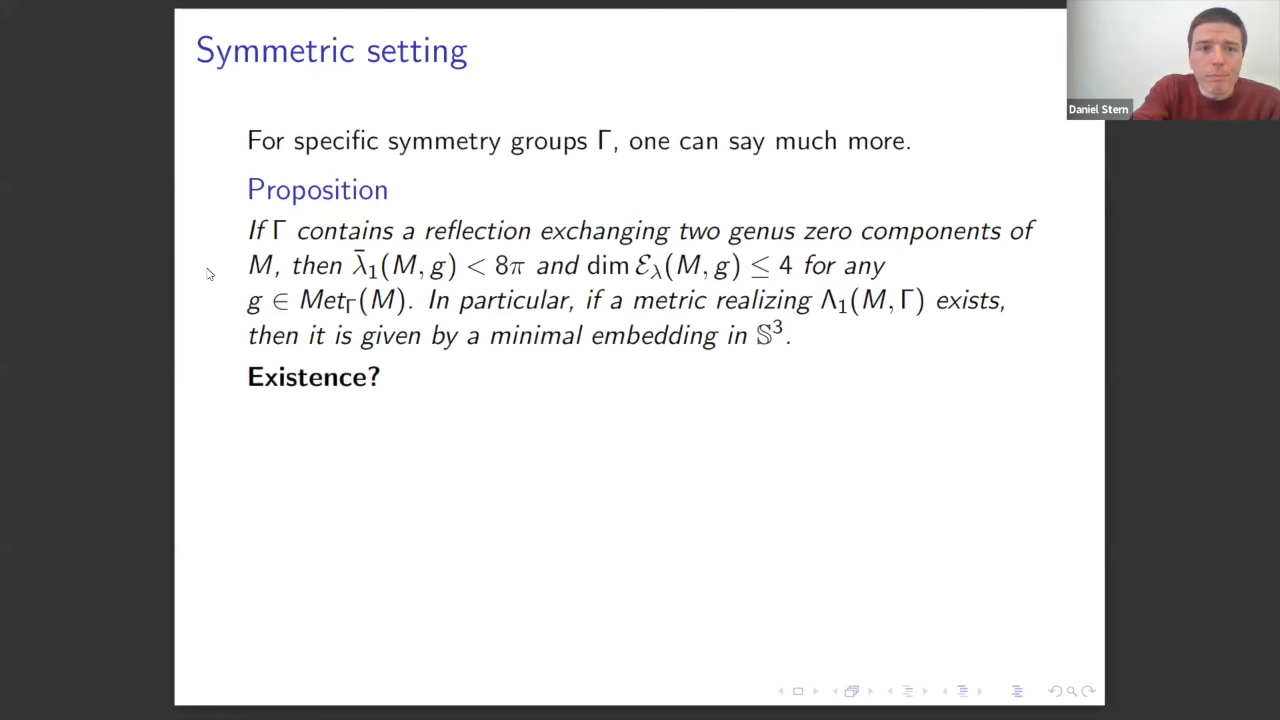 Symmetric setting
For specific symmetry groups Γ, one can say much more.
Proposition
If Γ contains a reflection exchanging two genus zero components of
M, then λ̄₁(M, g) < 8π and dim ℰ_λ(M, g) ≤ 4 for any
g ∈ Met_Γ(M). In particular, if a metric realizing Λ₁(M, Γ) exists,
then it is given by a minimal embedding in 𝕊³.
Existence?
Daniel Stern